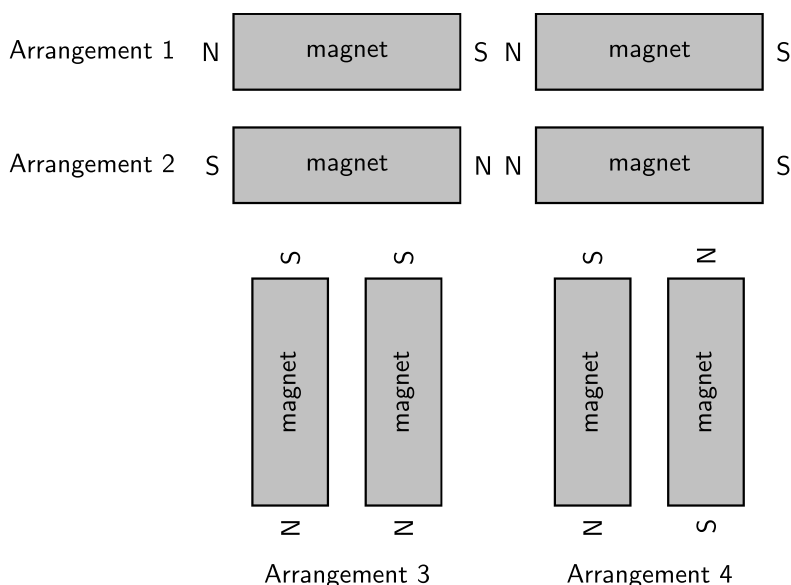 Arrangement 1 N magnet S N magnet S
Arrangement 2 S magnet N N magnet S
S S S N
magnet magnet magnet magnet
N N N S
Arrangement 3 Arrangement 4